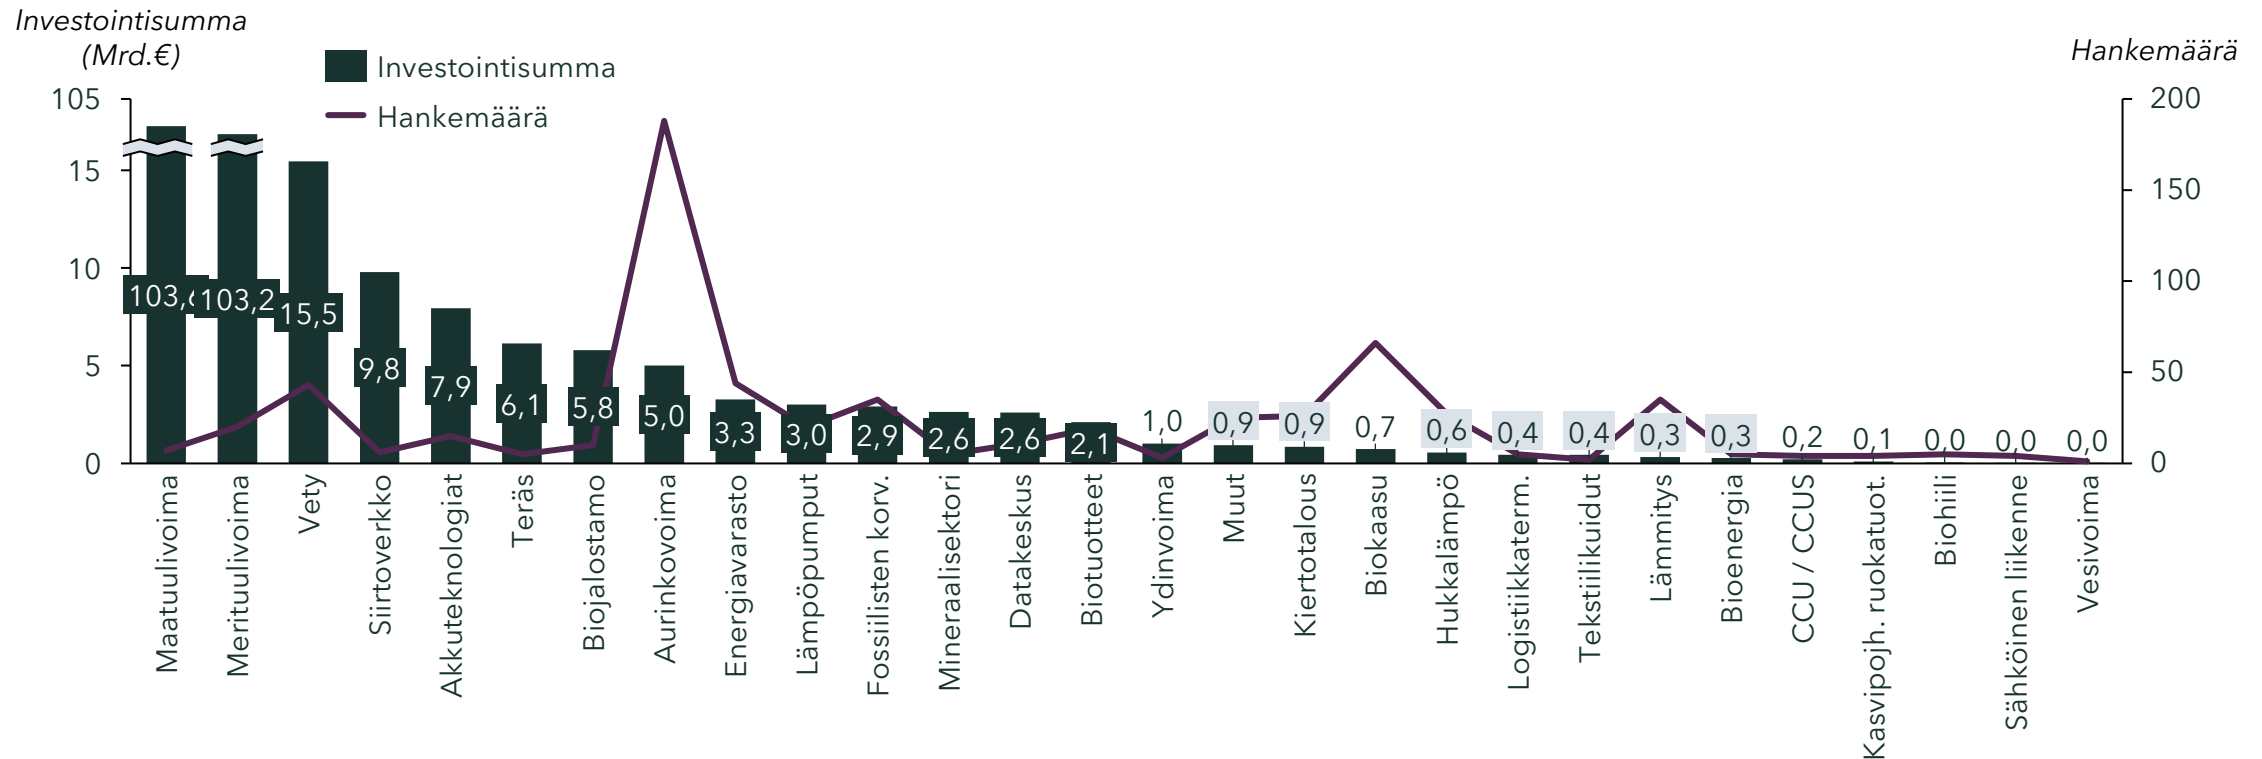 Investointisumma
(Mrd.€)
Hankemäärä
Investointisumma
Hankemäärä
105
15
10
5
0
200
150
100
50
0
103,6
103,2
15,5
9,8
7,9
6,1
5,8
5,0
3,3
3,0
2,9
2,6
2,6
2,1
1,0
0,9
0,9
0,7
0,6
0,4
0,4
0,3
0,3
0,2
0,1
0,0
0,0
0,0
Maatuulivoima
Merituulivoima
Vety
Siirtoverkko
Akkuteknologiat
Teräs
Biojalostamo
Aurinkovoima
Energiavarasto
Lämpöpumput
Fossiilisten korv.
Mineraalisektori
Datakeskus
Biotuotteet
Ydinvoima
Muut
Kiertotalous
Biokaasu
Hukkalämpö
Logistiikkaterm.
Tekstiilikuidut
Lämmitys
Bioenergia
CCU / CCUS
Kasvipojh. ruokatuot.
Biohiili
Sähköinen liikenne
Vesivoima